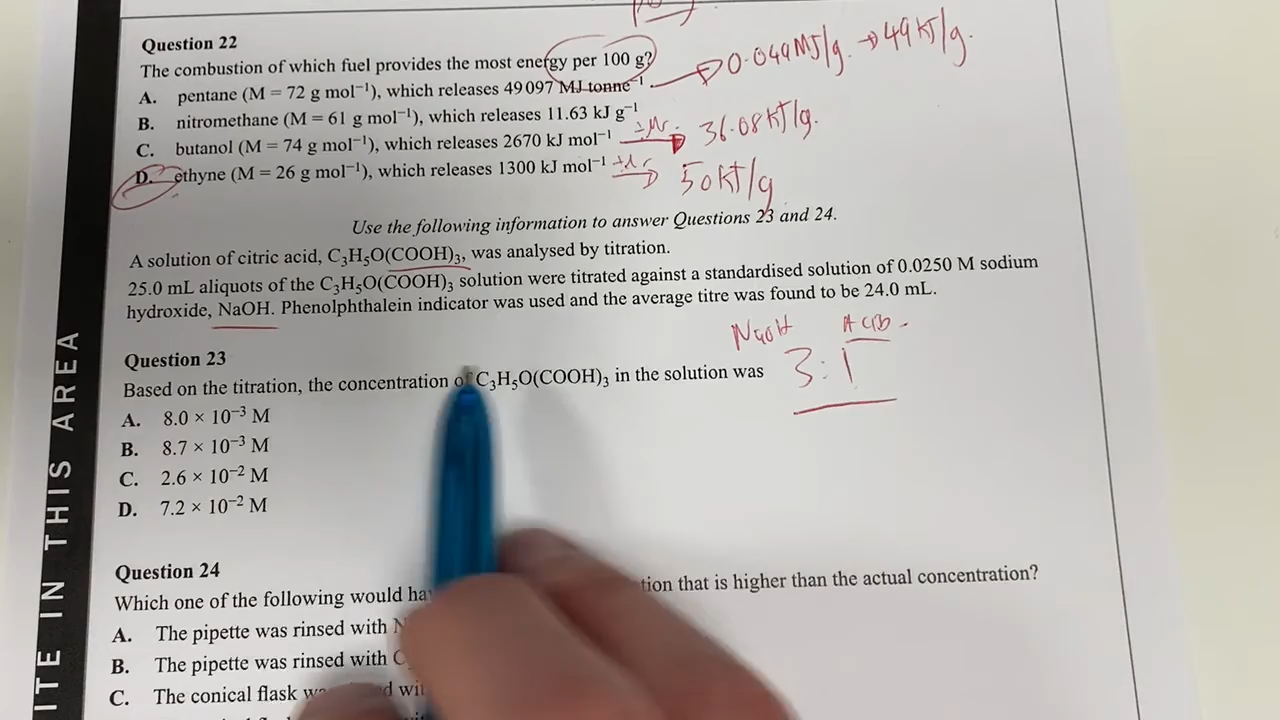 Question 22
The combustion of which fuel provides the most energy per 100 g?
A. pentane (M = 72 g mol⁻¹), which releases 49097 MJ tonne⁻¹ → 0.049MJ/g. → 49kJ/g.
B. nitromethane (M = 61 g mol⁻¹), which releases 11.63 kJ g⁻¹
C. butanol (M = 74 g mol⁻¹), which releases 2670 kJ mol⁻¹ ÷Mr → 36.08kJ/g.
D. ethyne (M = 26 g mol⁻¹), which releases 1300 kJ mol⁻¹ ÷Mr → 50kJ/g
Use the following information to answer Questions 23 and 24.
A solution of citric acid, C₃H₅O(COOH)₃, was analysed by titration.
25.0 mL aliquots of the C₃H₅O(COOH)₃ solution were titrated against a standardised solution of 0.0250 M sodium
hydroxide, NaOH. Phenolphthalein indicator was used and the average titre was found to be 24.0 mL.
NaOH ACID
3:1
Question 23
Based on the titration, the concentration of C₃H₅O(COOH)₃ in the solution was
A. 8.0 × 10⁻³ M
B. 8.7 × 10⁻³ M
C. 2.6 × 10⁻² M
D. 7.2 × 10⁻² M
Question 24
Which one of the following would tion that is higher than the actual concentration?
A. The pipette was rinsed with
B. The pipette was rinsed with
C. The conical flask
ITE IN THIS AREA